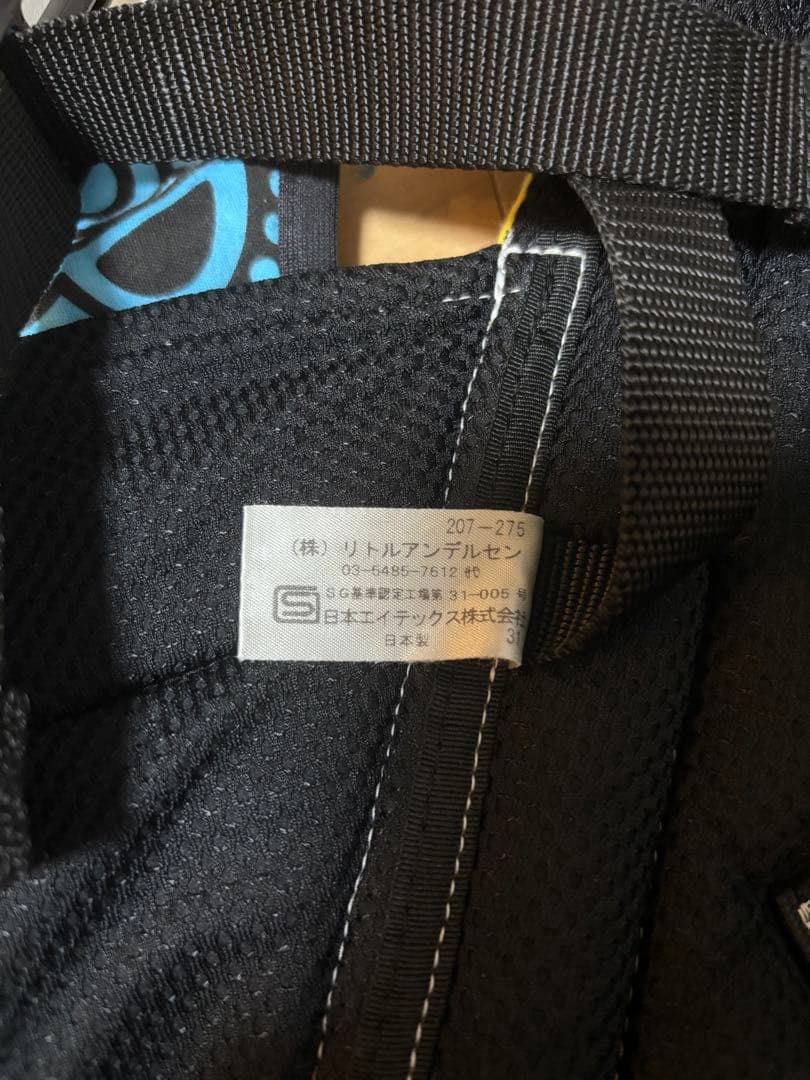 207-275
(株) リトルアンデルセン
03-5485-7612 代
SG基準認定工場第 31-005 号
日本エイテックス株式会社
日本製 31